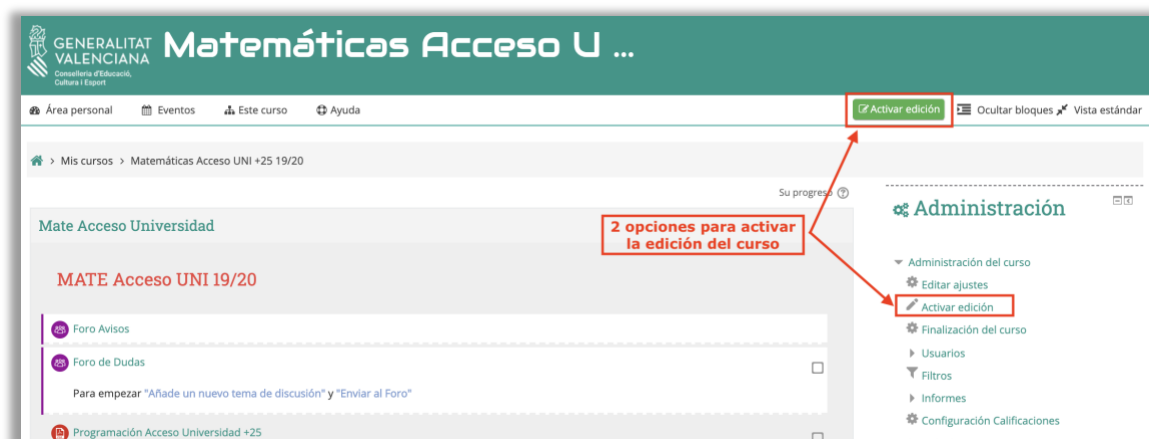 GENERALITAT
VALENCIANA
Conselleria d'Educació,
Cultura i Esport
Matemáticas Acceso U ...
Área personal Eventos Este curso Ayuda Activar edición Ocultar bloques Vista estándar
> Mis cursos > Matemáticas Acceso UNI +25 19/20
Su progreso
Mate Acceso Universidad
2 opciones para activar
la edición del curso
MATE Acceso UNI 19/20
Foro Avisos
Foro de Dudas
Para empezar "Añade un nuevo tema de discusión" y "Enviar al Foro"
Programación Acceso Universidad +25
Administración
Administración del curso
Editar ajustes
Activar edición
Finalización del curso
Usuarios
Filtros
Informes
Configuración Calificaciones